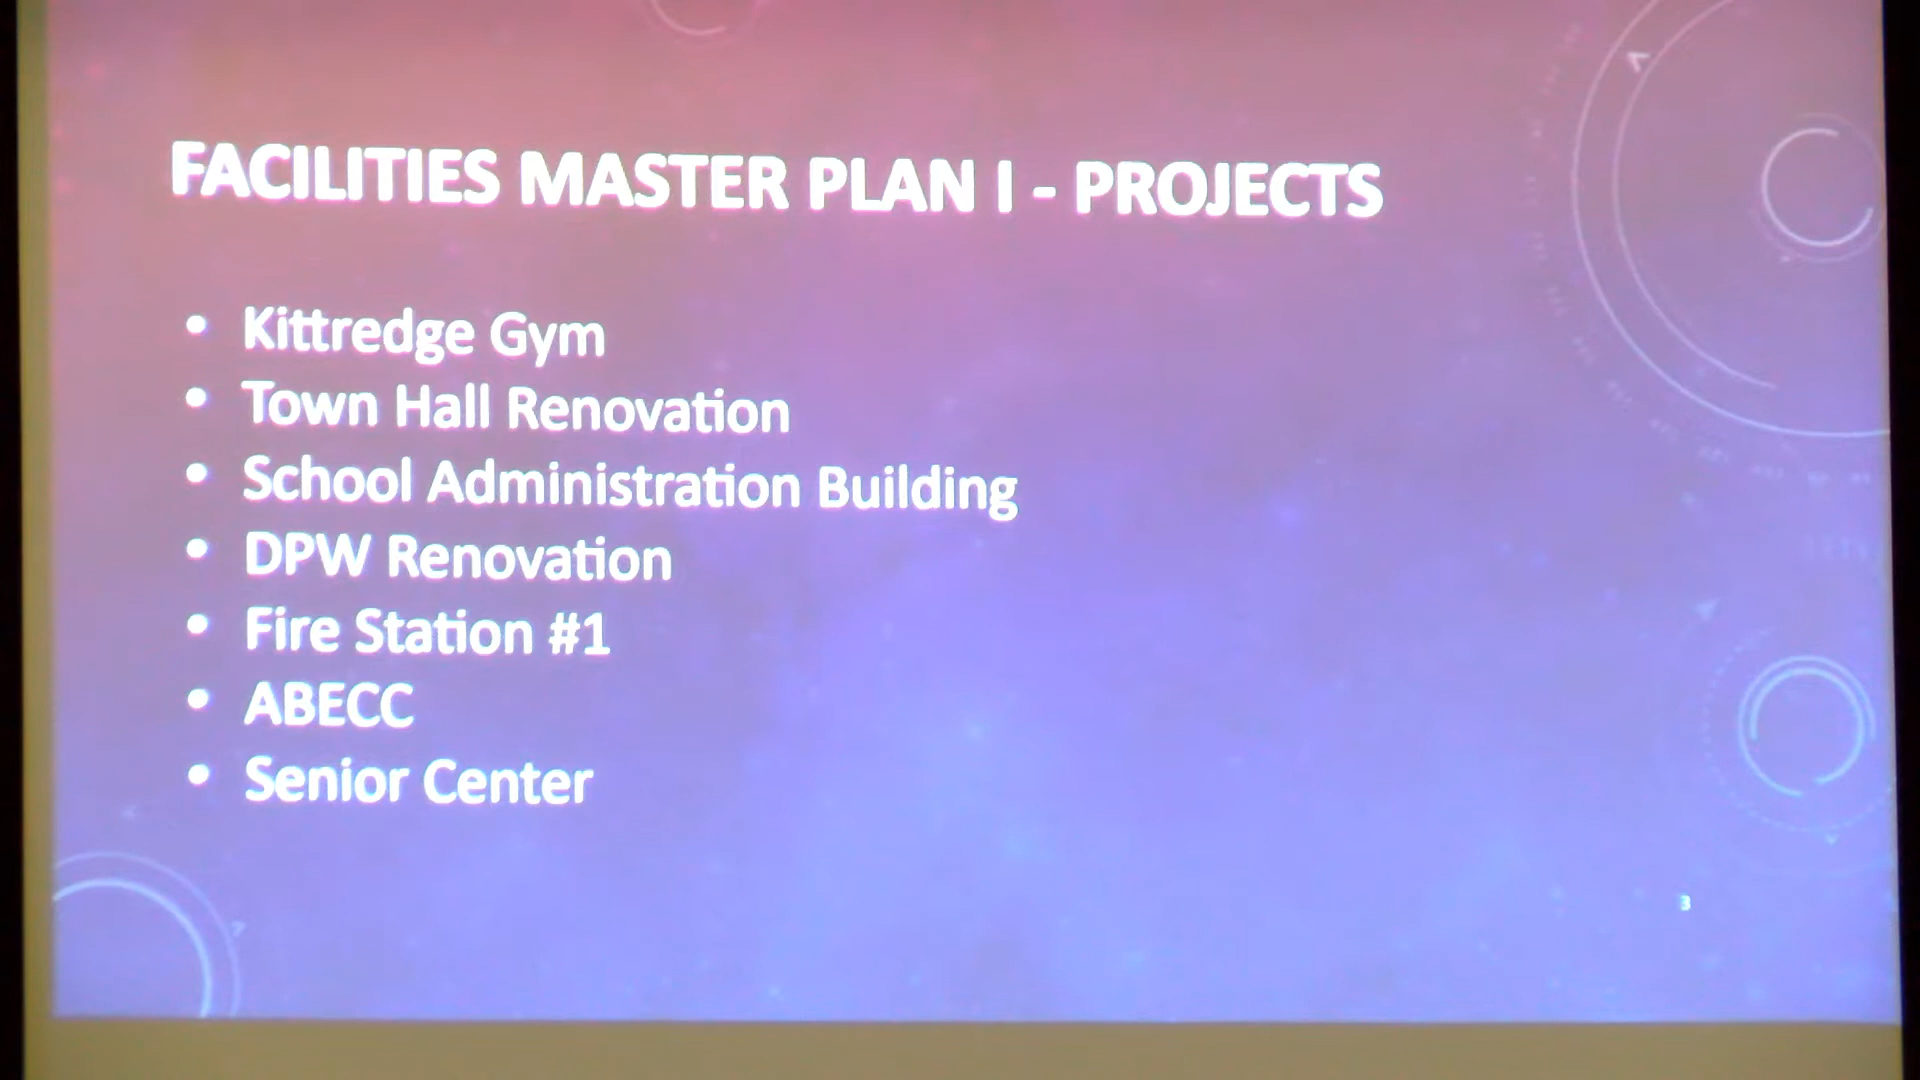 FACILITIES MASTER PLAN I - PROJECTS
• Kittredge Gym
• Town Hall Renovation
• School Administration Building
• DPW Renovation
• Fire Station #1
• ABECC
• Senior Center
3